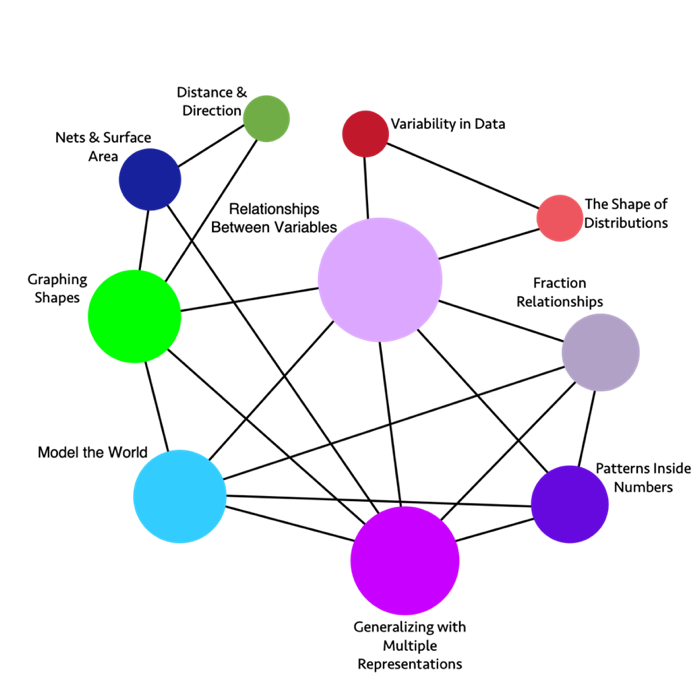 Distance &
Direction
Variability in Data
Nets & Surface
Area
The Shape of
Distributions
Relationships
Between Variables
Graphing
Shapes
Fraction
Relationships
Model the World
Patterns Inside
Numbers
Generalizing with
Multiple
Representations